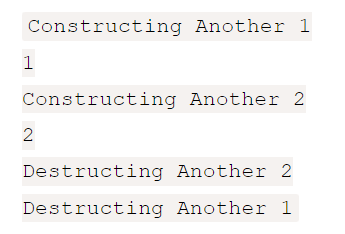 Constructing Another 1
1
Constructing Another 2
2
Destructing Another 2
Destructing Another 1